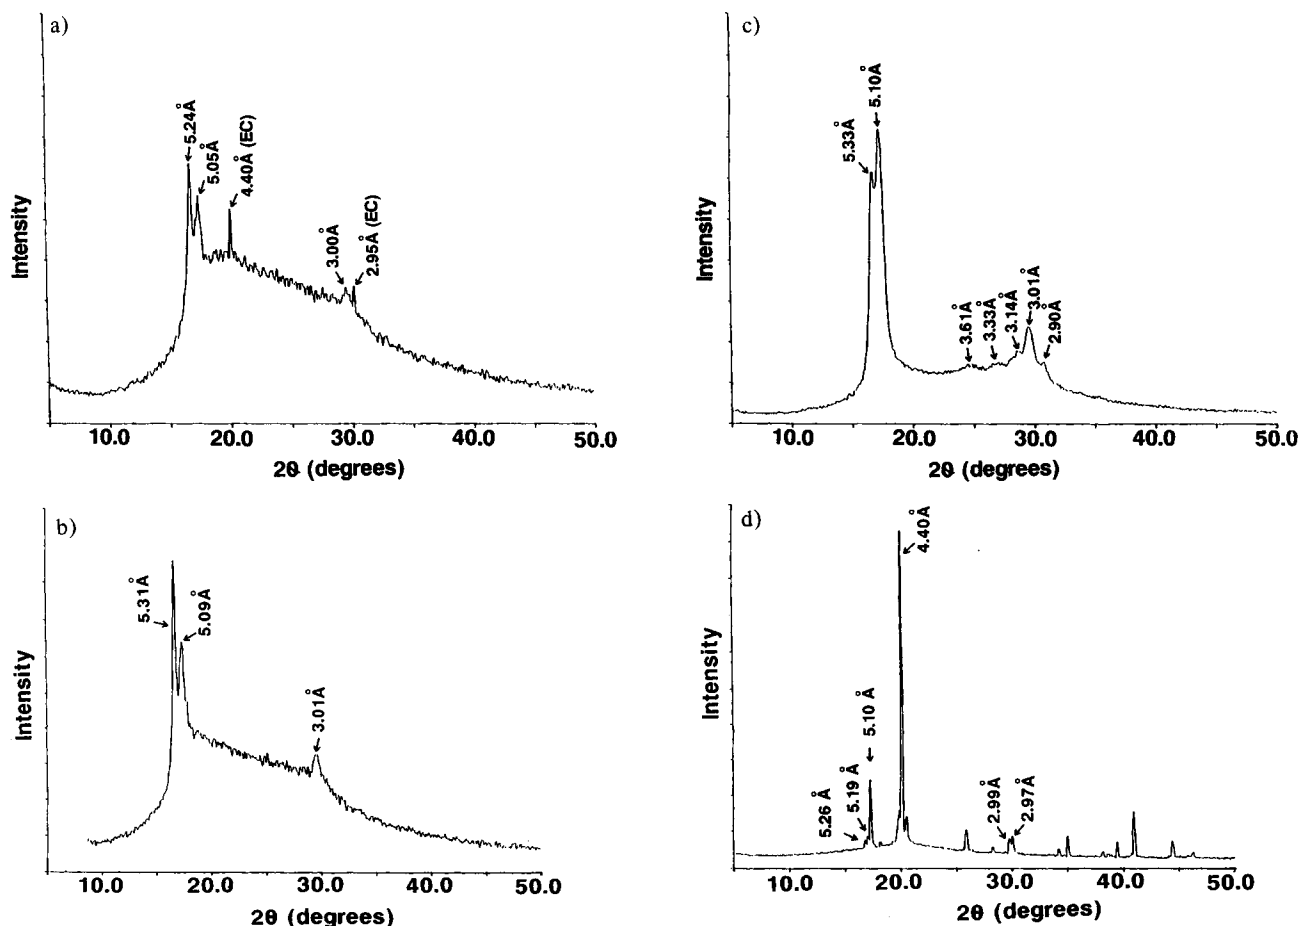 a)
5.24Å
5.05Å
4.40Å (EC)
3.00Å
2.95Å (EC)
Intensity
10.0 20.0 30.0 40.0 50.0
2θ (degrees)
c)
5.33Å
5.10Å
3.61Å
3.33Å
3.14Å
3.01Å
2.90Å
Intensity
10.0 20.0 30.0 40.0 50.0
2θ (degrees)
b)
5.31Å
5.09Å
3.01Å
Intensity
10.0 20.0 30.0 40.0 50.0
2θ (degrees)
d)
4.40Å
5.26 Å
5.19 Å
5.10 Å
2.99Å
2.97Å
Intensity
10.0 20.0 30.0 40.0 50.0
2θ (degrees)